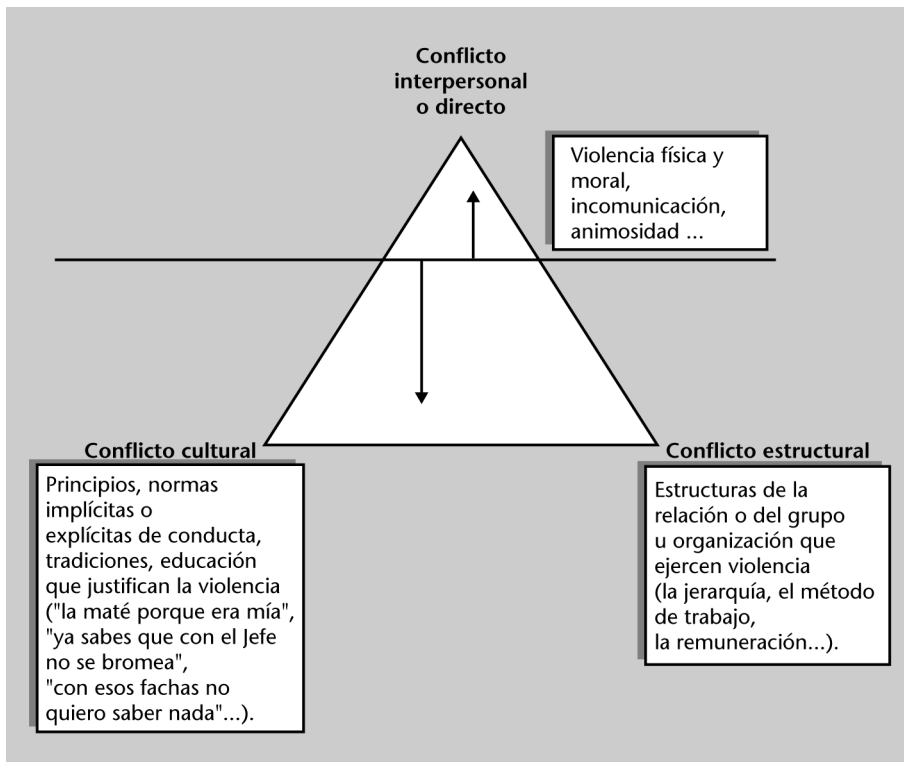 Conflicto
interpersonal
o directo
Violencia física y
moral,
incomunicación,
animosidad ...
Conflicto cultural
Principios, normas
implícitas o
explícitas de conducta,
tradiciones, educación
que justifican la violencia
("la maté porque era mía",
"ya sabes que con el Jefe
no se bromea",
"con esos fachas no
quiero saber nada"...).
Conflicto estructural
Estructuras de la
relación o del grupo
u organización que
ejercen violencia
(la jerarquía, el método
de trabajo,
la remuneración...).